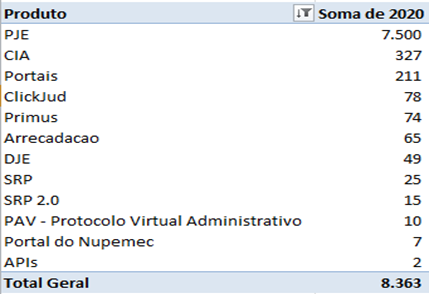 Produto Soma de 2020
PJE 7.500
CIA 327
Portais 211
ClickJud 78
Primus 74
Arrecadacao 65
DJE 49
SRP 25
SRP 2.0 15
PAV - Protocolo Virtual Administrativo 10
Portal do Nupemec 7
APIs 2
Total Geral 8.363